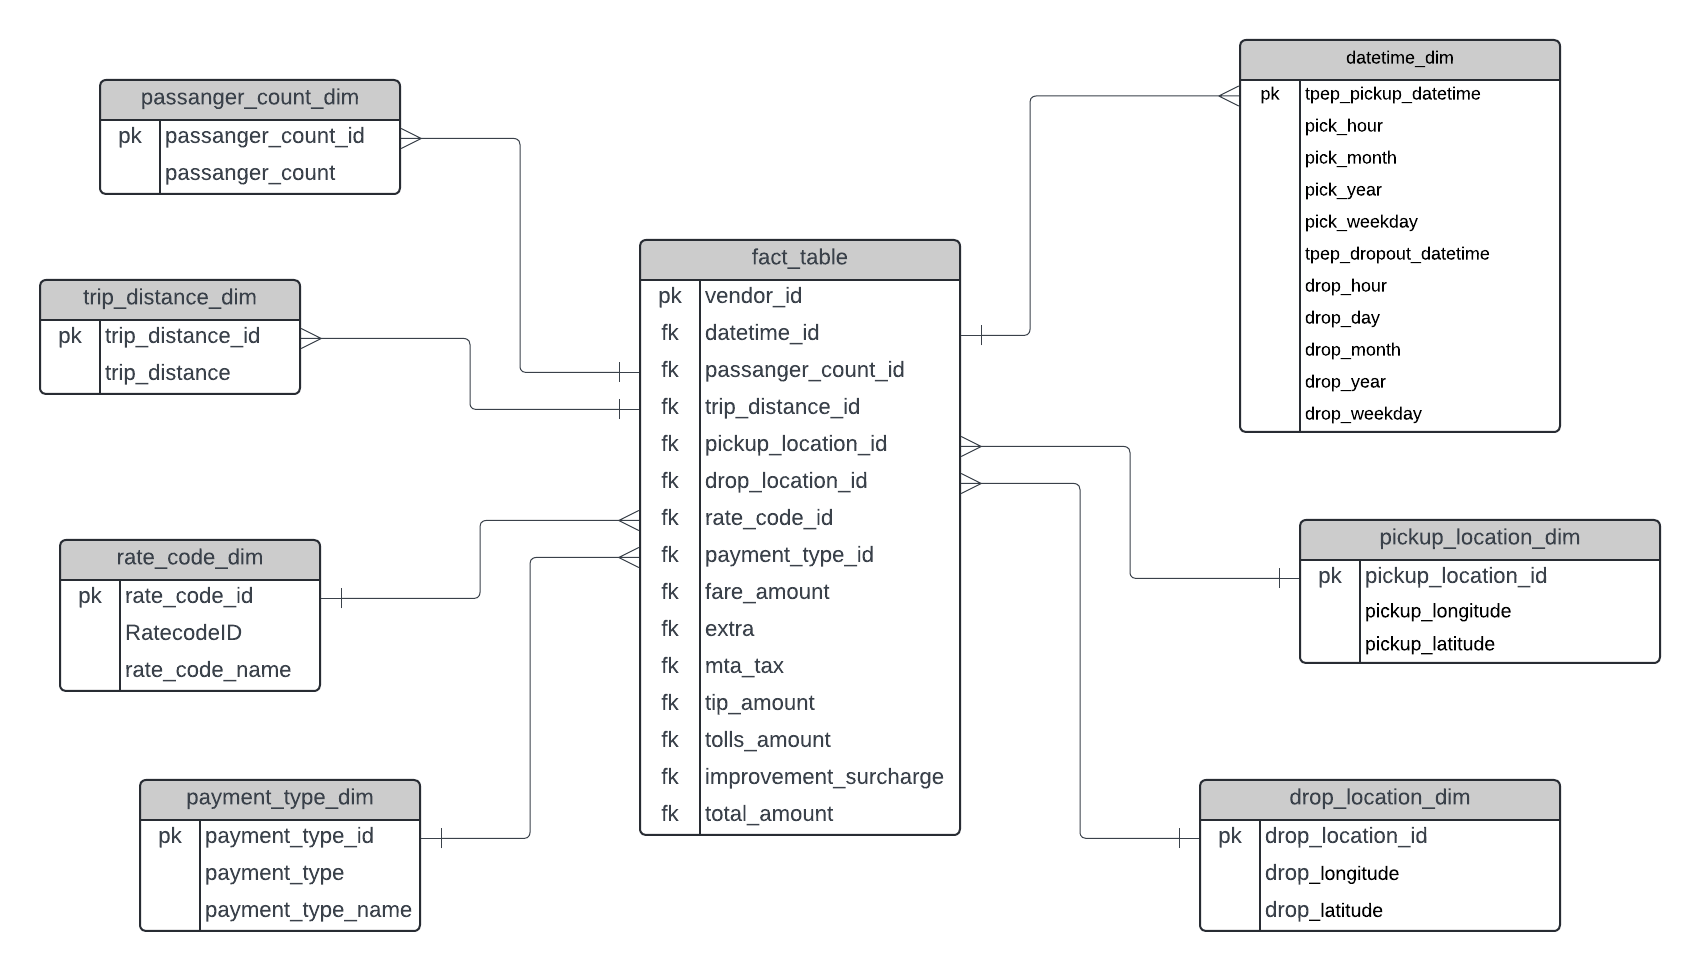 passanger_count_dim
pk passanger_count_id
passanger_count
trip_distance_dim
pk trip_distance_id
trip_distance
rate_code_dim
pk rate_code_id
RatecodeID
rate_code_name
payment_type_dim
pk payment_type_id
payment_type
payment_type_name
fact_table
pk vendor_id
fk datetime_id
fk passanger_count_id
fk trip_distance_id
fk pickup_location_id
fk drop_location_id
fk rate_code_id
fk payment_type_id
fk fare_amount
fk extra
fk mta_tax
fk tip_amount
fk tolls_amount
fk improvement_surcharge
fk total_amount
datetime_dim
pk tpep_pickup_datetime
pick_hour
pick_month
pick_year
pick_weekday
tpep_dropout_datetime
drop_hour
drop_day
drop_month
drop_year
drop_weekday
pickup_location_dim
pk pickup_location_id
pickup_longitude
pickup_latitude
drop_location_dim
pk drop_location_id
drop_longitude
drop_latitude